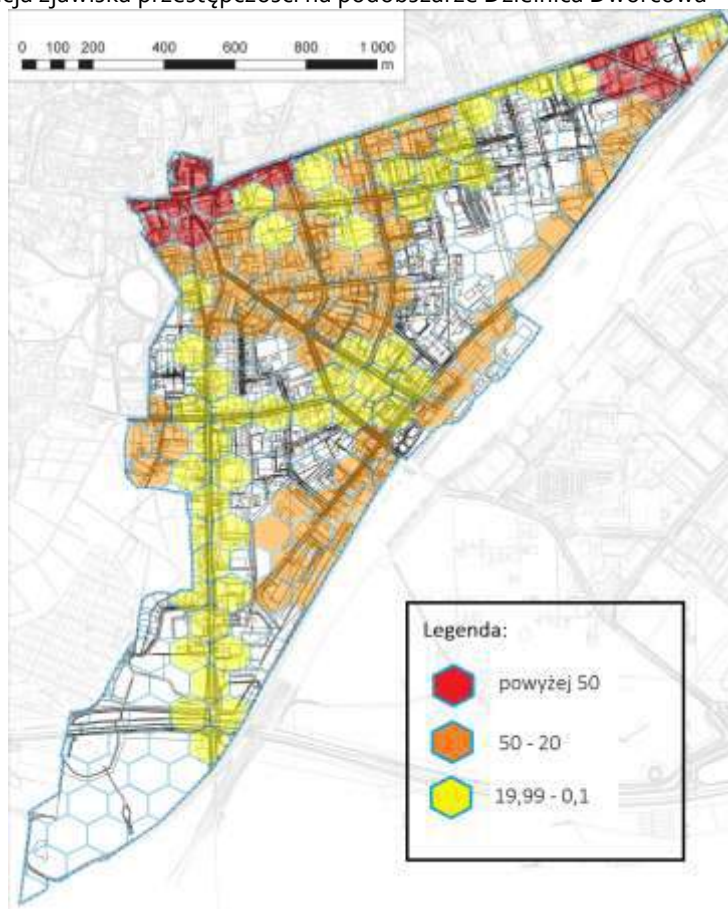 cja zjawiska przestępczości na podobszarze Dzielnica Dworcowa
0 100 200 400 600 800 1 000
m
Legenda:
powyżej 50
50 - 20
19,99 - 0,1